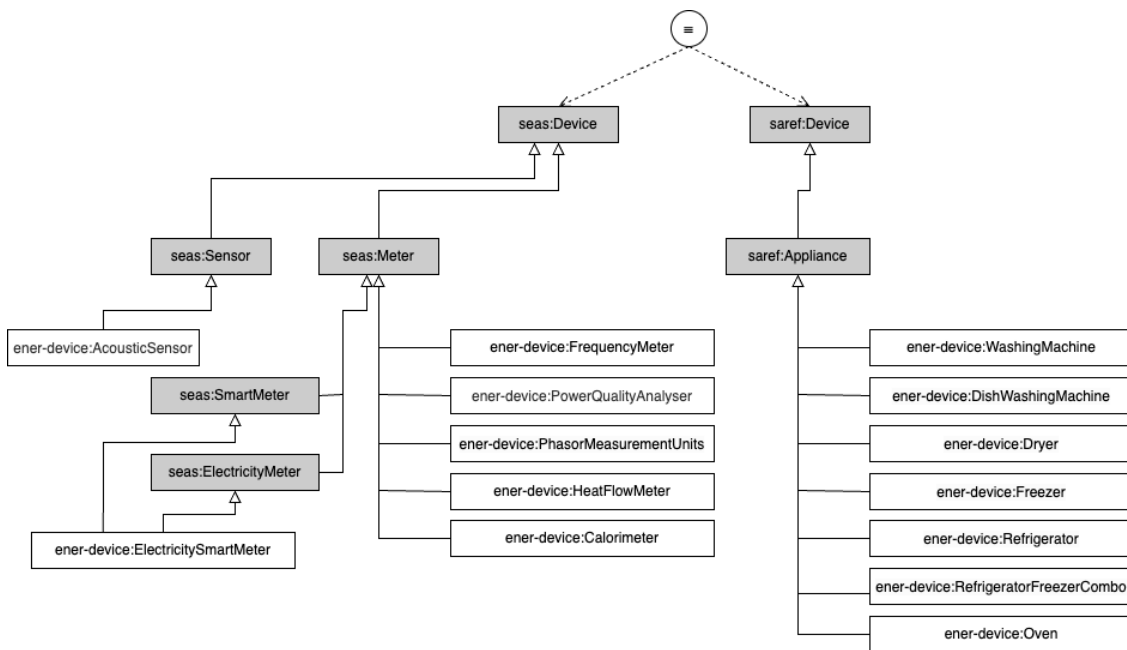 ≡
seas:Device
saref:Device
seas:Sensor
seas:Meter
saref:Appliance
ener-device:AcousticSensor
ener-device:FrequencyMeter
ener-device:WashingMachine
seas:SmartMeter
ener-device:PowerQualityAnalyser
ener-device:DishWashingMachine
ener-device:PhasorMeasurementUnits
ener-device:Dryer
seas:ElectricityMeter
ener-device:HeatFlowMeter
ener-device:Freezer
ener-device:ElectricitySmartMeter
ener-device:Calorimeter
ener-device:Refrigerator
ener-device:RefrigeratorFreezerCombo
ener-device:Oven